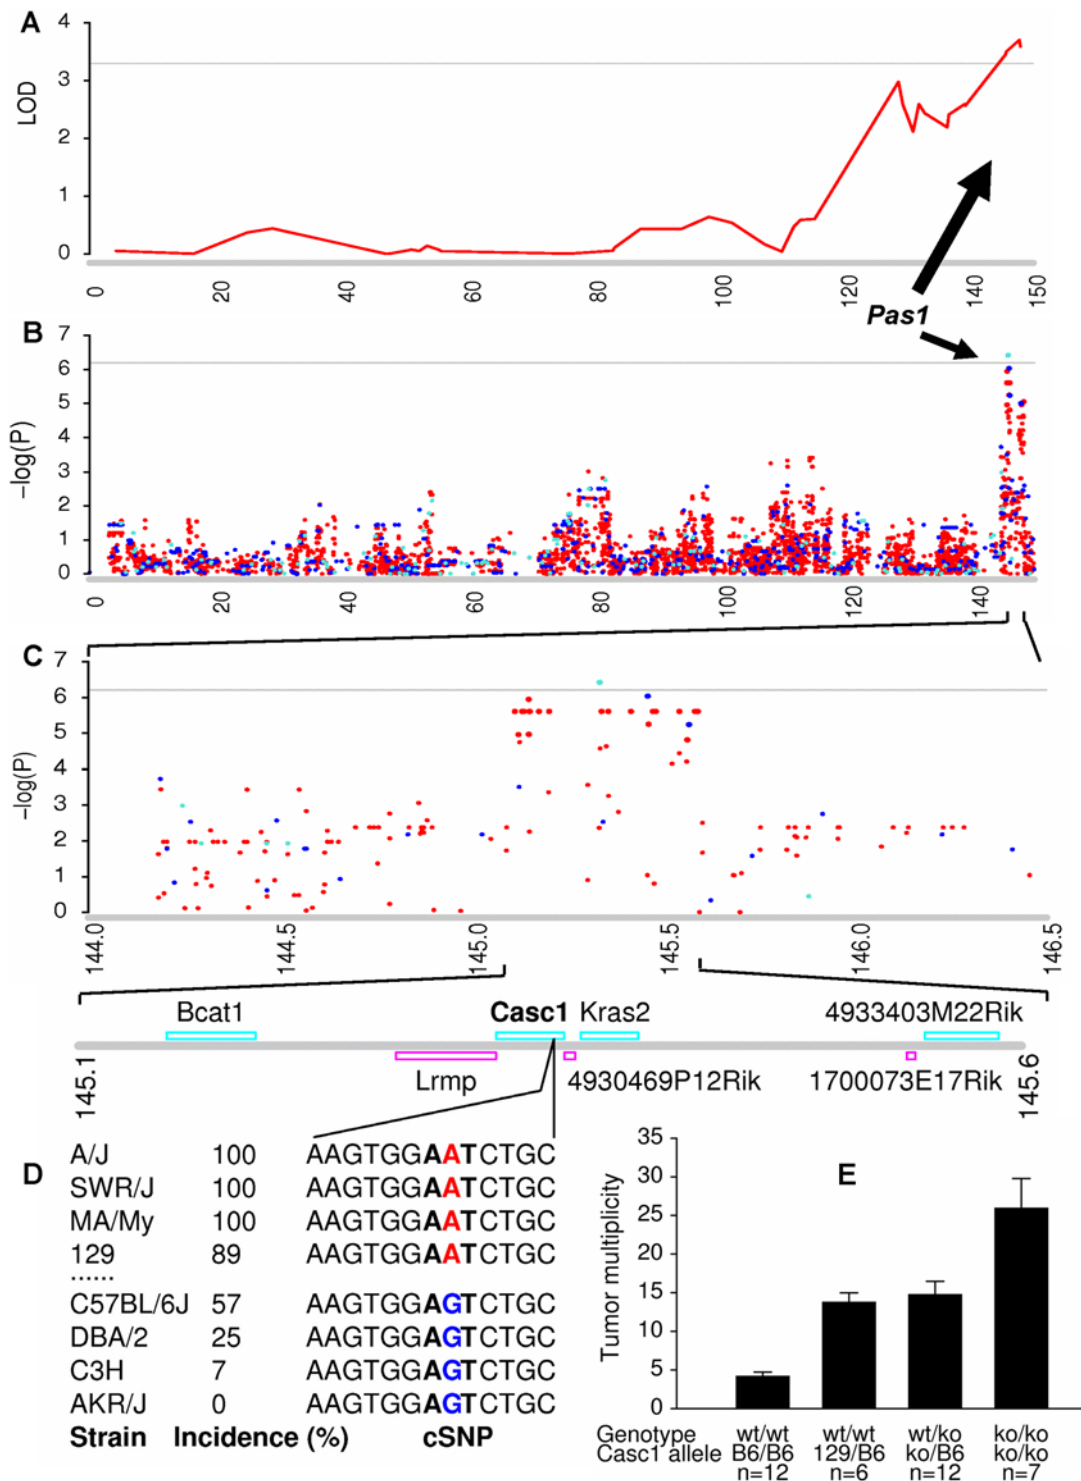 A
4
3
2
1
0
LOD
0
20
40
60
80
100
120
140
150
Pas1
B
7
6
5
4
3
2
1
0
−log(P)
0
20
40
60
80
100
120
140
C
7
6
5
4
3
2
1
0
−log(P)
144.0
144.5
145.0
145.5
146.0
146.5
Bcat1 Casc1 Kras2 4933403M22Rik
145.1 145.6
Lrmp 4930469P12Rik 1700073E17Rik
D
A/J 100 AAGTGGAATCTGC
SWR/J 100 AAGTGGAATCTGC
MA/My 100 AAGTGGAATCTGC
129 89 AAGTGGAATCTGC
......
C57BL/6J 57 AAGTGGAGTCTGC
DBA/2 25 AAGTGGAGTCTGC
C3H 7 AAGTGGAGTCTGC
AKR/J 0 AAGTGGAGTCTGC
Strain Incidence (%) cSNP
E
35
30
25
20
15
10
5
0
Tumor multiplicity
Genotype wt/wt wt/wt wt/ko ko/ko
Casc1 allele B6/B6 129/B6 ko/B6 ko/ko
n=12 n=6 n=12 n=7